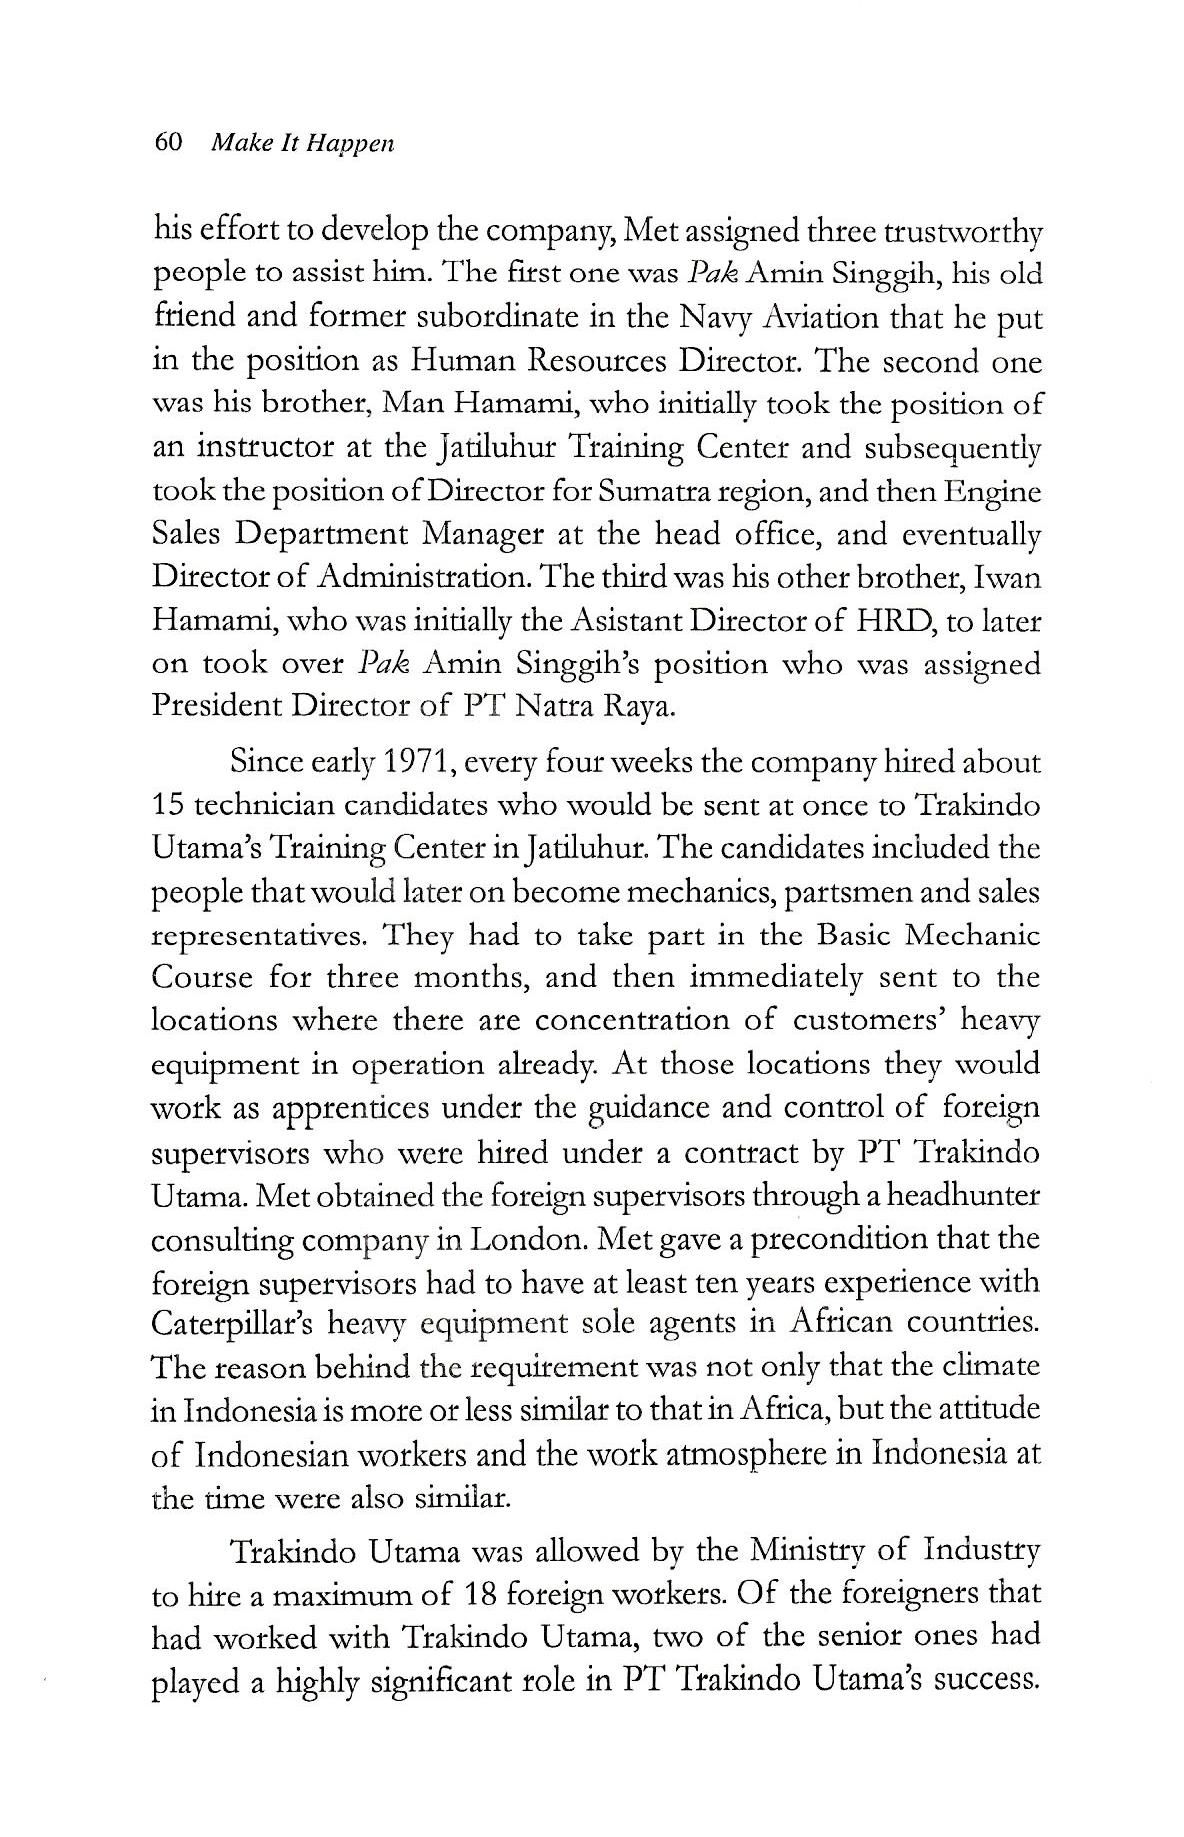 60 Make It Happen
his effort to develop the company, Met assigned three trustworthy
people to assist him. The first one was Pak Amin Singgih, his old
friend and former subordinate in the Navy Aviation that he put
in the position as Human Resources Director. The second one
was his brother, Man Hamami, who initially took the position of
an instructor at the Jatiluhur Training Center and subsequently
took the position of Director for Sumatra region, and then Engine
Sales Department Manager at the head office, and eventually
Director of Administration. The third was his other brother, Iwan
Hamami, who was initially the Asistant Director of HRD, to later
on took over Pak Amin Singgih's position who was assigned
President Director of PT Natra Raya.
Since early 1971, every four weeks the company hired about
15 technician candidates who would be sent at once to Trakindo
Utama's Training Center in Jatiluhur. The candidates included the
people that would later on become mechanics, partsmen and sales
representatives. They had to take part in the Basic Mechanic
Course for three months, and then immediately sent to the
locations where there are concentration of customers' heavy
equipment in operation already. At those locations they would
work as apprentices under the guidance and control of foreign
supervisors who were hired under a contract by PT Trakindo
Utama. Met obtained the foreign supervisors through a headhunter
consulting company in London. Met gave a precondition that the
foreign supervisors had to have at least ten years experience with
Caterpillar's heavy equipment sole agents in African countries.
The reason behind the requirement was not only that the climate
in Indonesia is more or less similar to that in Africa, but the attitude
of Indonesian workers and the work atmosphere in Indonesia at
the time were also similar.
Trakindo Utama was allowed by the Ministry of Industry
to hire a maximum of 18 foreign workers. Of the foreigners that
had worked with Trakindo Utama, two of the senior ones had
played a highly significant role in PT Trakindo Utama's success.